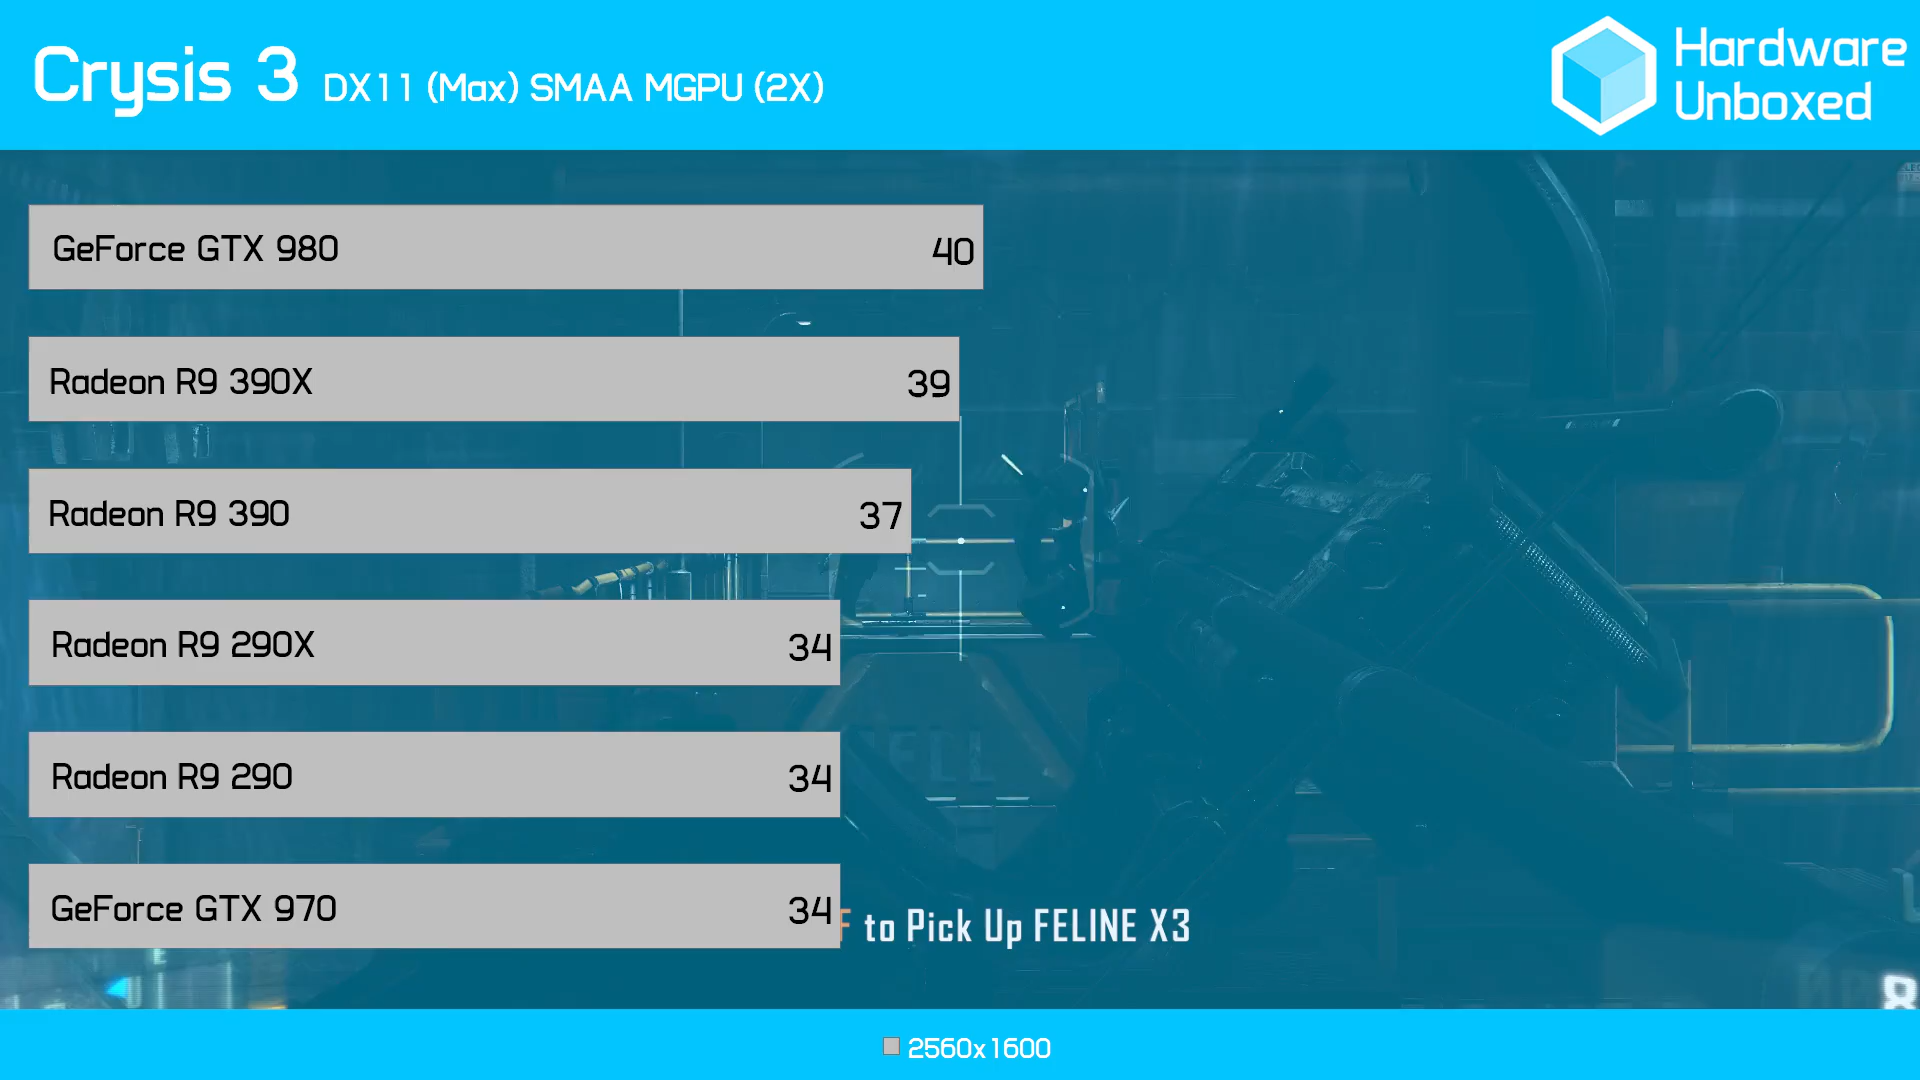 Crysis 3 DX11 (Max) SMAA MGPU (2X)
Hardware
Unboxed
GeForce GTX 980 40
Radeon R9 390X 39
Radeon R9 390 37
Radeon R9 290X 34
Radeon R9 290 34
GeForce GTX 970 34
F to Pick Up FELINE X3
8
2560x1600